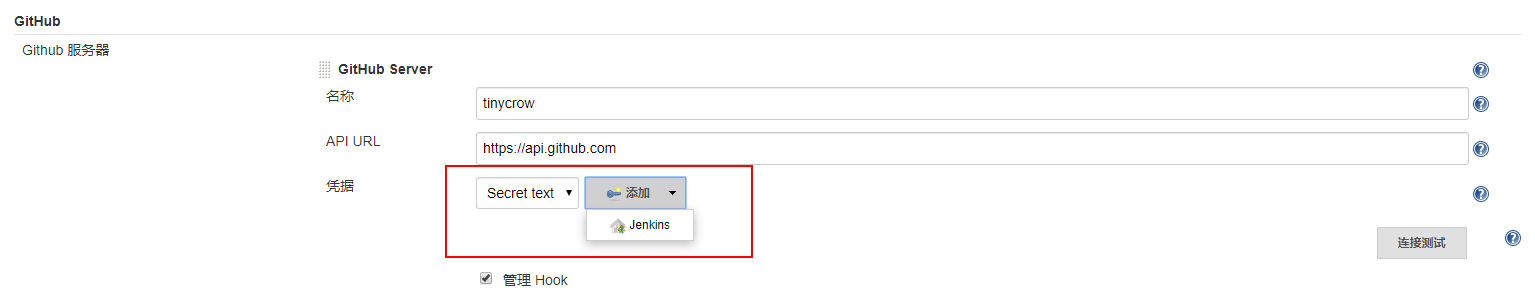 GitHub
Github 服务器
GitHub Server
名称
tinycrow
API URL
https://api.github.com
凭据
Secret text
添加
Jenkins
连接测试
管理 Hook